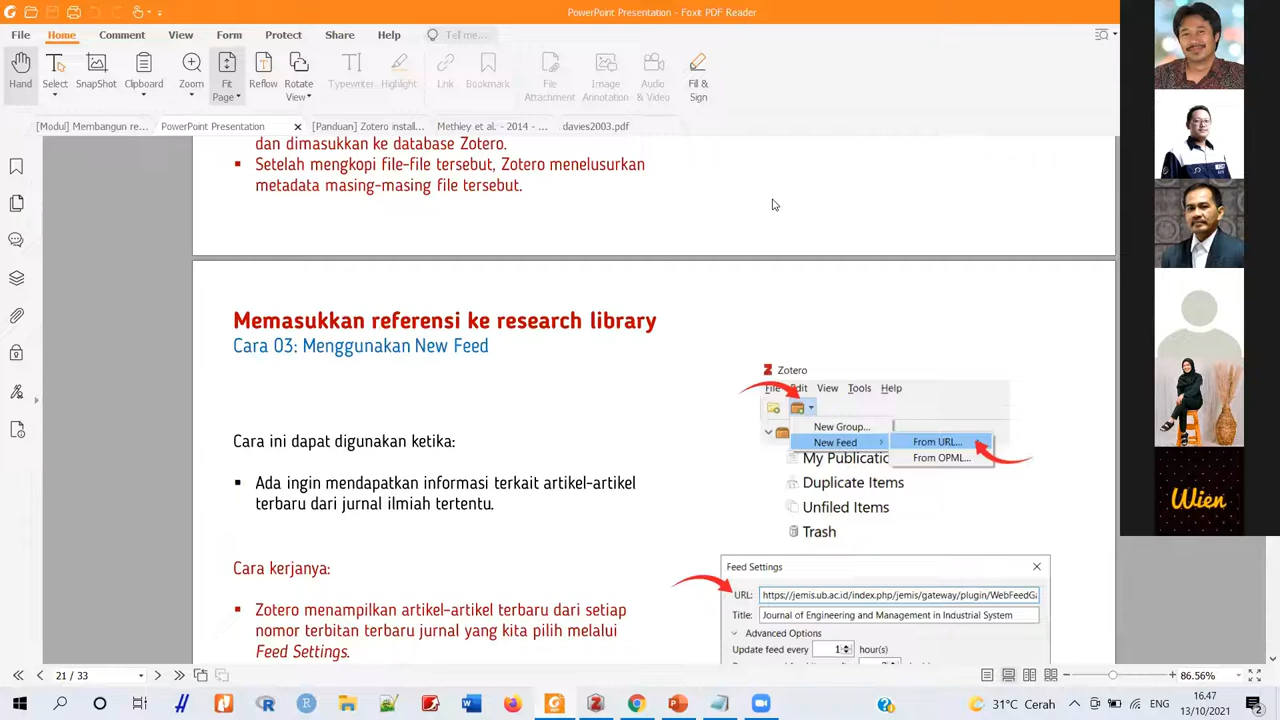 PowerPoint Presentation - Foxit PDF Reader
File Home Comment View Form Protect Share Help Tell me...
Hand Select SnapShot Clipboard Zoom Fit Page Reflow Rotate View Typewriter Highlight Link Bookmark File Attachment Image Annotation Audio & Video Fill & Sign
[Modul] Membangun re... PowerPoint Presentation [Panduan] Zotero install... Methley et al. - 2014 - ... davies2003.pdf
dan dimasukkan ke database Zotero.
▪ Setelah mengkopi file-file tersebut, Zotero menelusurkan
metadata masing-masing file tersebut.
Memasukkan referensi ke research library
Cara 03: Menggunakan New Feed
Cara ini dapat digunakan ketika:
▪ Ada ingin mendapatkan informasi terkait artikel-artikel
terbaru dari jurnal ilmiah tertentu.
Cara kerjanya:
▪ Zotero menampilkan artikel-artikel terbaru dari setiap
nomor terbitan terbaru jurnal yang kita pilih melalui
Feed Settings.
Z Zotero
File Edit View Tools Help
New Group...
New Feed From URL...
From OPML...
My Publicatio
Duplicate Items
Unfiled Items
Trash
Feed Settings
URL: https://jemis.ub.ac.id/index.php/jemis/gateway/plugin/WebFeedGa
Title: Journal of Engineering and Management in Industrial System
Advanced Options
Update feed every 1 hour(s)
Wien
21 / 33
86.56%
31°C Cerah
ENG
16.47
13/10/2021
2